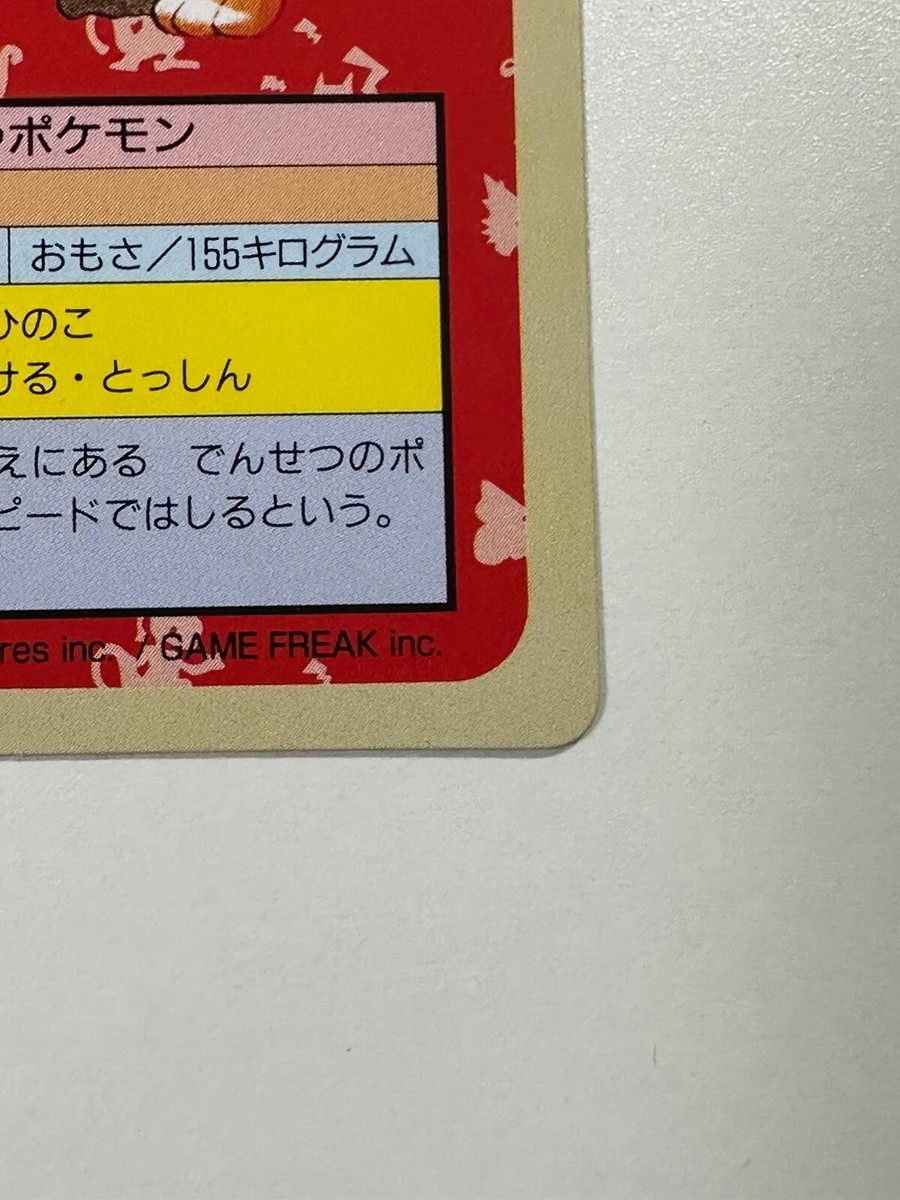 ポケモン
おもさ／155キログラム
ひのこ
ける・とっしん
えにある　でんせつのポ
ピードではしるという。
res inc. / GAME FREAK inc.